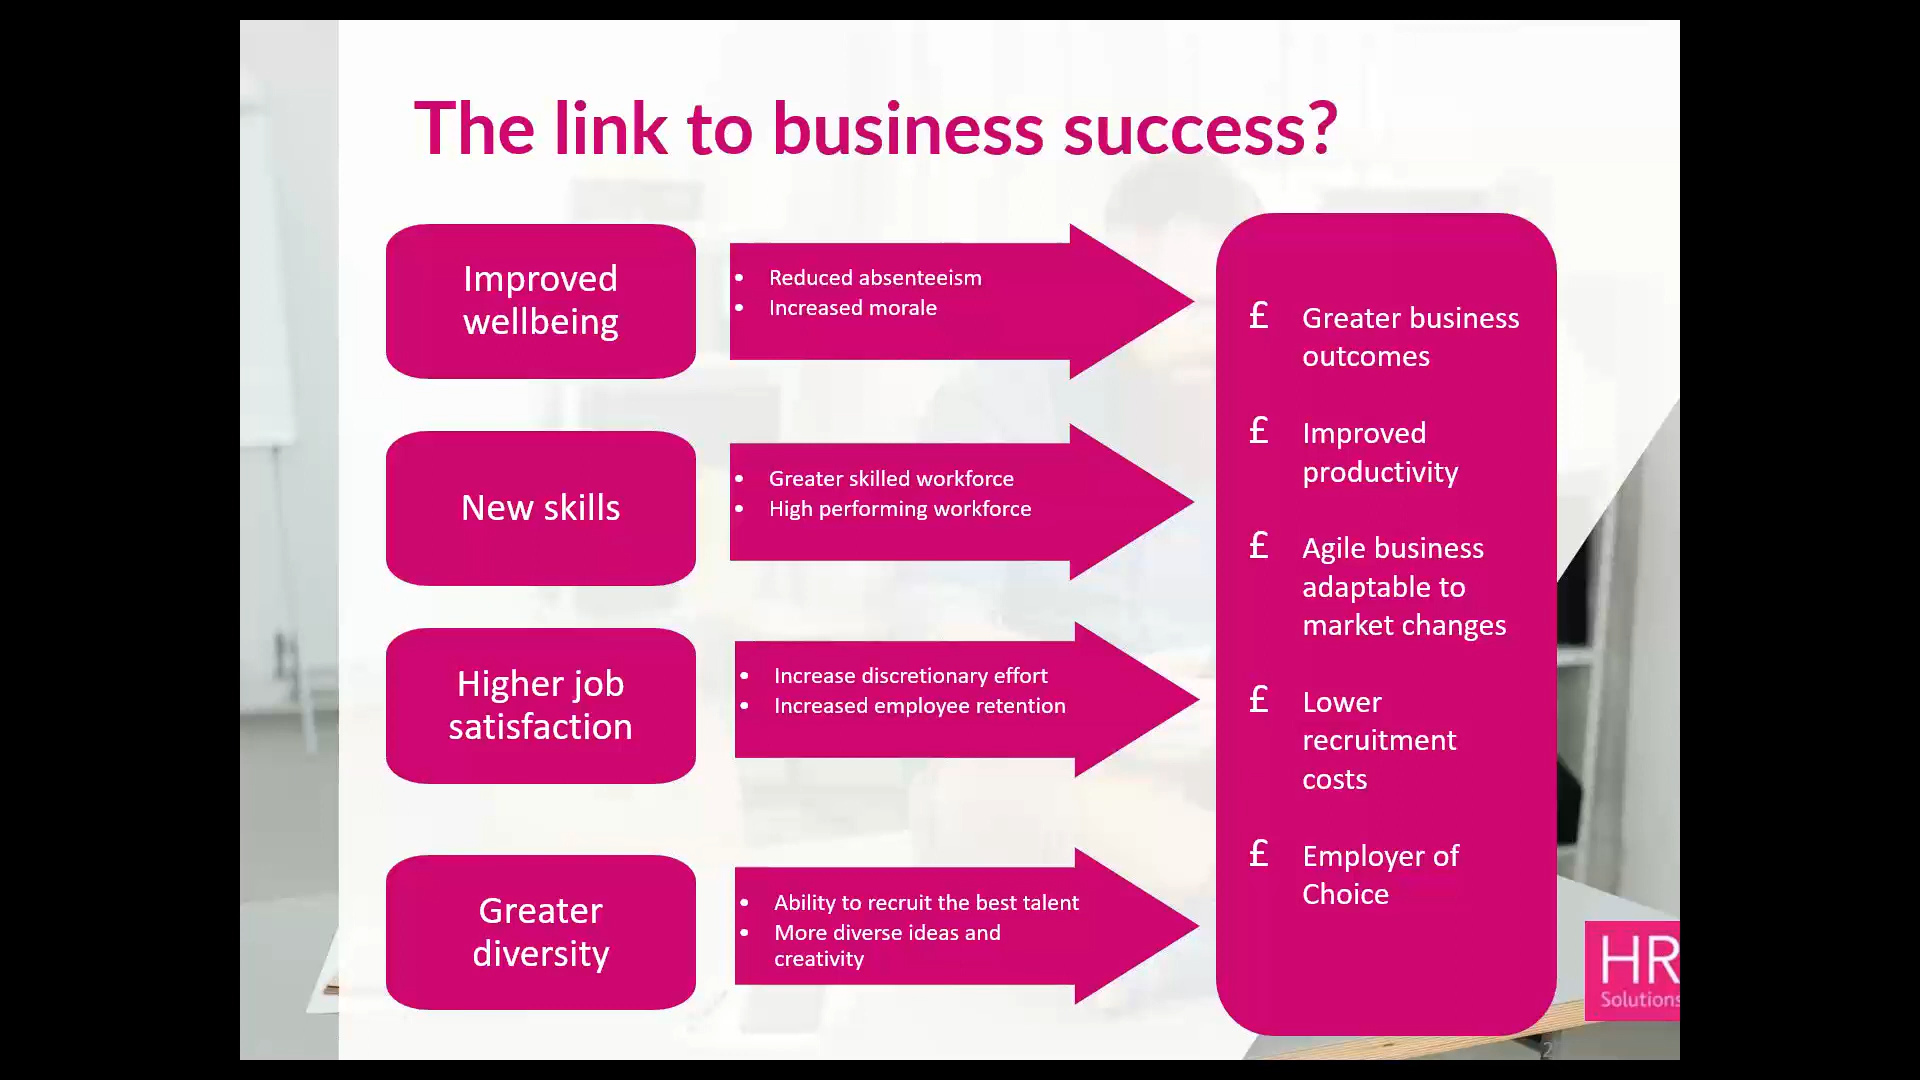 The link to business success?
Improved
wellbeing
• Reduced absenteeism
• Increased morale
New skills
• Greater skilled workforce
• High performing workforce
Higher job
satisfaction
• Increase discretionary effort
• Increased employee retention
Greater
diversity
• Ability to recruit the best talent
• More diverse ideas and
creativity
£ Greater business
outcomes
£ Improved
productivity
£ Agile business
adaptable to
market changes
£ Lower
recruitment
costs
£ Employer of
Choice
HR
Solutions
2